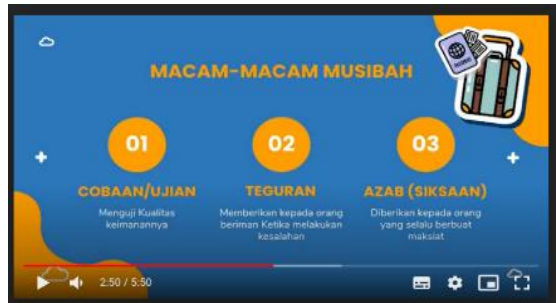 MACAM-MACAM MUSIBAH
01
COBAAN/UJIAN
Menguji Kualitas
keimanannya
02
TEGURAN
Memberikan kepada orang
beriman Ketika melakukan
kesalahan
03
AZAB (SIKSAAN)
Diberikan kepada orang
yang selalu berbuat
maksiat
2:50 / 5:50